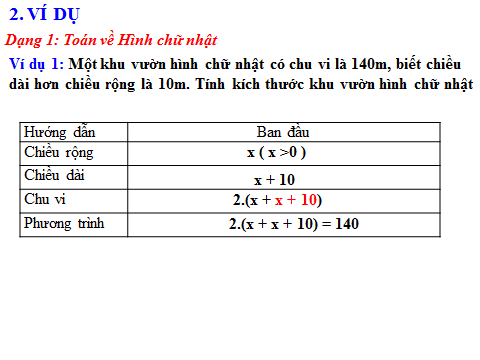 2. VÍ DỤ
Dạng 1: Toán về Hình chữ nhật
Ví dụ 1: Một khu vườn hình chữ nhật có chu vi là 140m, biết chiều
dài hơn chiều rộng là 10m. Tính kích thước khu vườn hình chữ nhật
Hướng dẫn Ban đầu
Chiều rộng x ( x >0 )
Chiều dài x + 10
Chu vi 2.(x + x + 10)
Phương trình 2.(x + x + 10) = 140